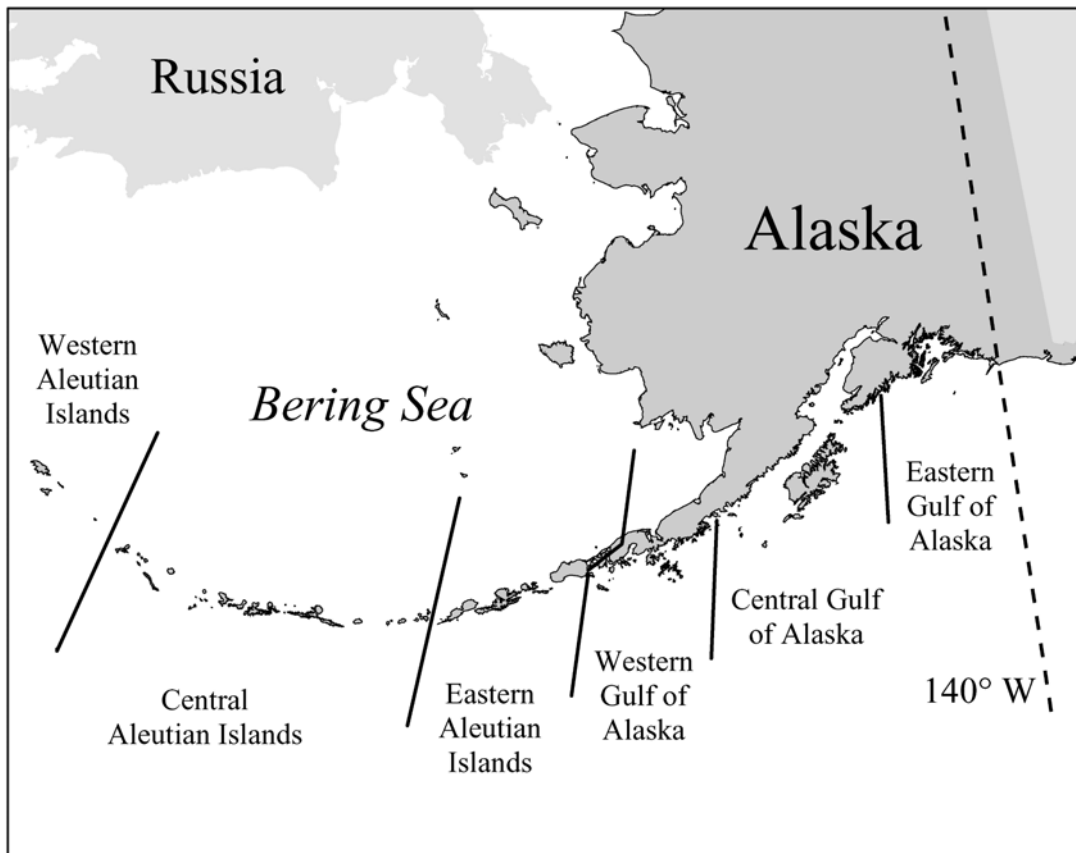 Russia
Alaska
Western
Aleutian
Islands
Bering Sea
Eastern
Gulf of
Alaska
Central Gulf
of Alaska
Western
Gulf of
Alaska
140° W
Central
Aleutian Islands
Eastern
Aleutian
Islands